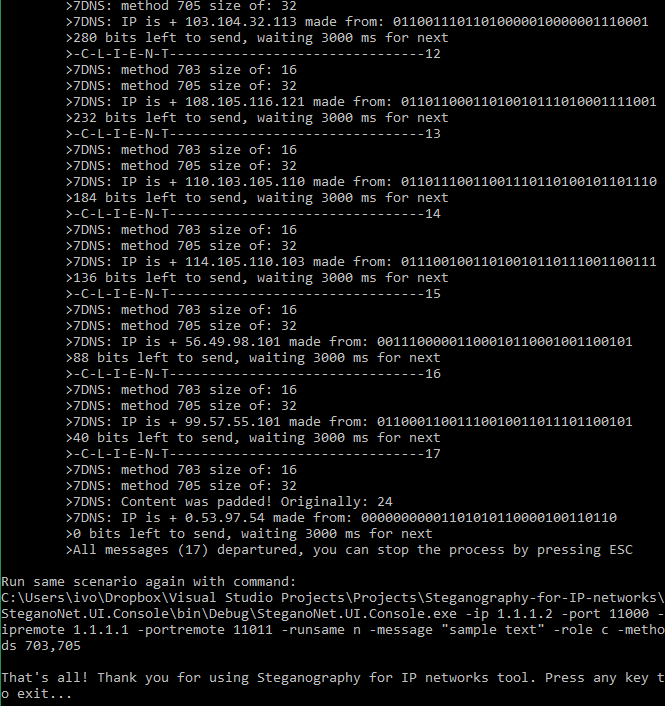 >7DNS: method 705 size of: 32
>7DNS: IP is + 103.104.32.113 made from: 01100111011010000010000001110001
>280 bits left to send, waiting 3000 ms for next
>-C-L-I-E-N-T--------------------------------12
>7DNS: method 703 size of: 16
>7DNS: method 705 size of: 32
>7DNS: IP is + 108.105.116.121 made from: 01101100011010010111010001111001
>232 bits left to send, waiting 3000 ms for next
>-C-L-I-E-N-T--------------------------------13
>7DNS: method 703 size of: 16
>7DNS: method 705 size of: 32
>7DNS: IP is + 110.103.105.110 made from: 01101110011001110110100101101110
>184 bits left to send, waiting 3000 ms for next
>-C-L-I-E-N-T--------------------------------14
>7DNS: method 703 size of: 16
>7DNS: method 705 size of: 32
>7DNS: IP is + 114.105.110.103 made from: 01110010011010010110111001100111
>136 bits left to send, waiting 3000 ms for next
>-C-L-I-E-N-T--------------------------------15
>7DNS: method 703 size of: 16
>7DNS: method 705 size of: 32
>7DNS: IP is + 56.49.98.101 made from: 00111000001100010110001001100101
>88 bits left to send, waiting 3000 ms for next
>-C-L-I-E-N-T--------------------------------16
>7DNS: method 703 size of: 16
>7DNS: method 705 size of: 32
>7DNS: IP is + 99.57.55.101 made from: 01100011001110010011011101100101
>40 bits left to send, waiting 3000 ms for next
>-C-L-I-E-N-T--------------------------------17
>7DNS: method 703 size of: 16
>7DNS: method 705 size of: 32
>7DNS: Content was padded! Originally: 24
>7DNS: IP is + 0.53.97.54 made from: 00000000001101010110000100110110
>0 bits left to send, waiting 3000 ms for next
>All messages (17) departured, you can stop the process by pressing ESC
Run same scenario again with command:
C:\Users\ivo\Dropbox\Visual Studio Projects\Projects\Steganography-for-IP-networks\
SteganoNet.UI.Console\bin\Debug\SteganoNet.UI.Console.exe -ip 1.1.1.2 -port 11000 -
ipremote 1.1.1.1 -portremote 11011 -runsame n -message "sample text" -role c -metho
ds 703,705
That's all! Thank you for using Steganography for IP networks tool. Press any key t
o exit...